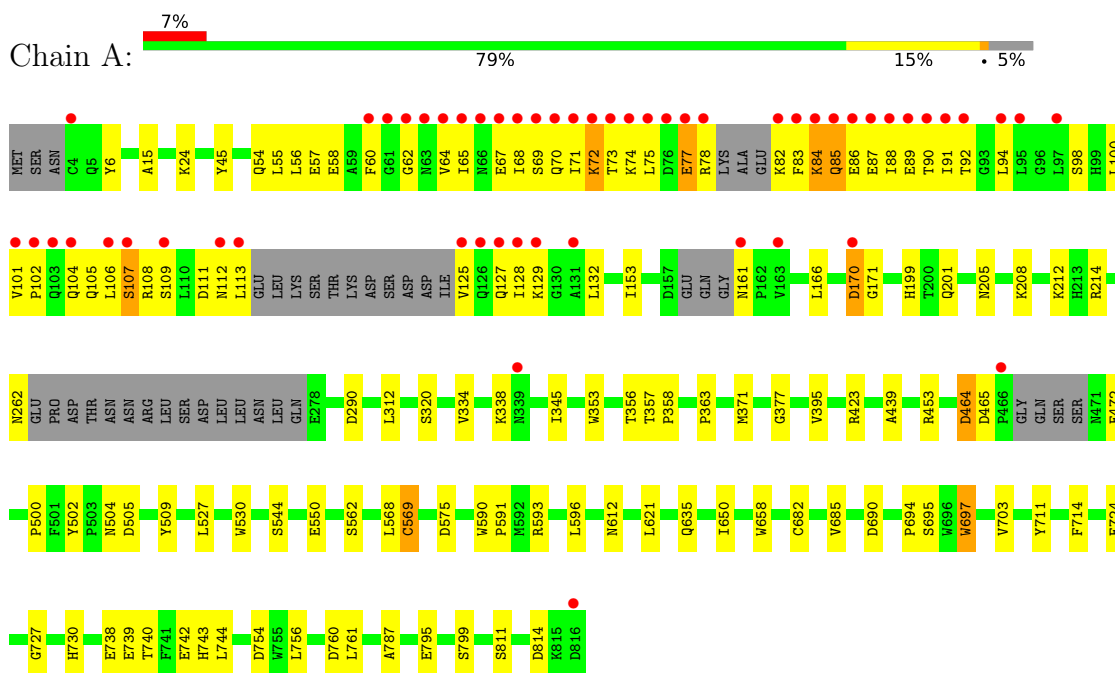 7%
Chain A:
79% 15% • 5%
MET SER ASN C4 Q5 Y6 A15 K24 Y45 Q54 L55 L56 E57 E58 A59 F60 G61 G62 N63 V64 I65 N66 E67 I68 S69 Q70 I71 K72 T73 K74 L75 D76 E77 R78 LYS ALA GLU K82 F83 K84 Q85 E86 E87 I88 E89 T90 I91 T92 G93 L94 L95 G96 L97 S98 H99 L100
V101 P102 Q103 Q104 Q105 L106 S107 R108 S109 L110 D111 N112 L113 GLU LEU LYS SER THR LYS ASP SER ASP ASP ILE V125 Q126 Q127 I128 K129 G130 A131 L132 I153 D157 GLU GLN GLY N161 P162 V163 L166 D170 G171 H199 T200 Q201 N205 K208 K212 H213 R214
N262 GLU PRO ASP THR ASN ASN ARG LEU SER ASP LEU LEU ASN LEU GLN E278 D290 L312 S320 V334 K338 N339 I345 W353 T356 T357 P358 P363 M371 G377 V395 R423 A439 R453 D464 D465 P466 GLY GLN SER SER N471
P500 F501 Y502 P503 N504 D505 Y509 L527 W530 S544 E550 S562 L568 C569 D575 W590 P591 M592 R593 L596 N612 L621 Q635 I650 W658 C682 V685 D690 P694 S695 W696 W697 V703 Y711 F714
G727 H730 E738 E739 T740 F741 E742 H743 L744 D754 W755 L756 D760 L761 A787 E795 S799 S811 D814 K815 D816